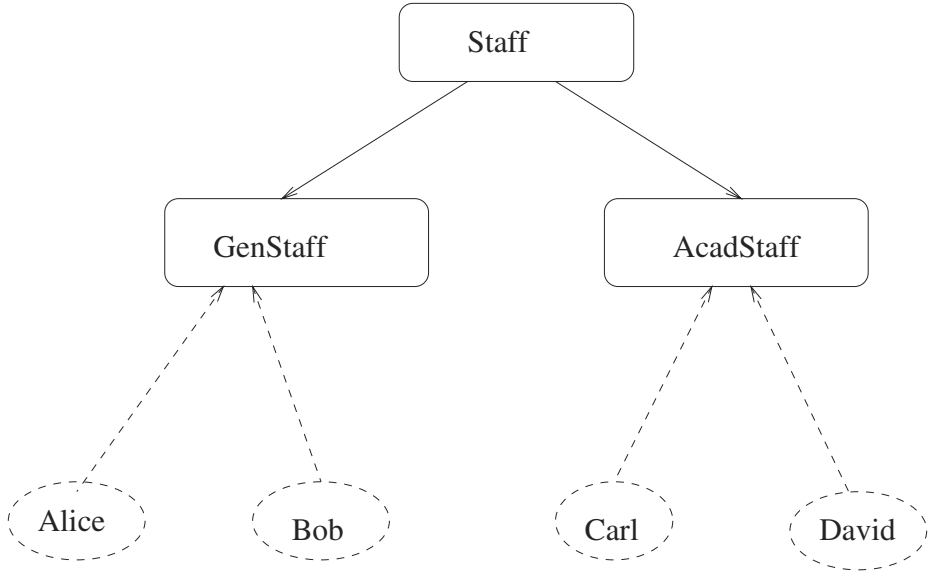 Staff
GenStaff
AcadStaff
Alice
Bob
Carl
David